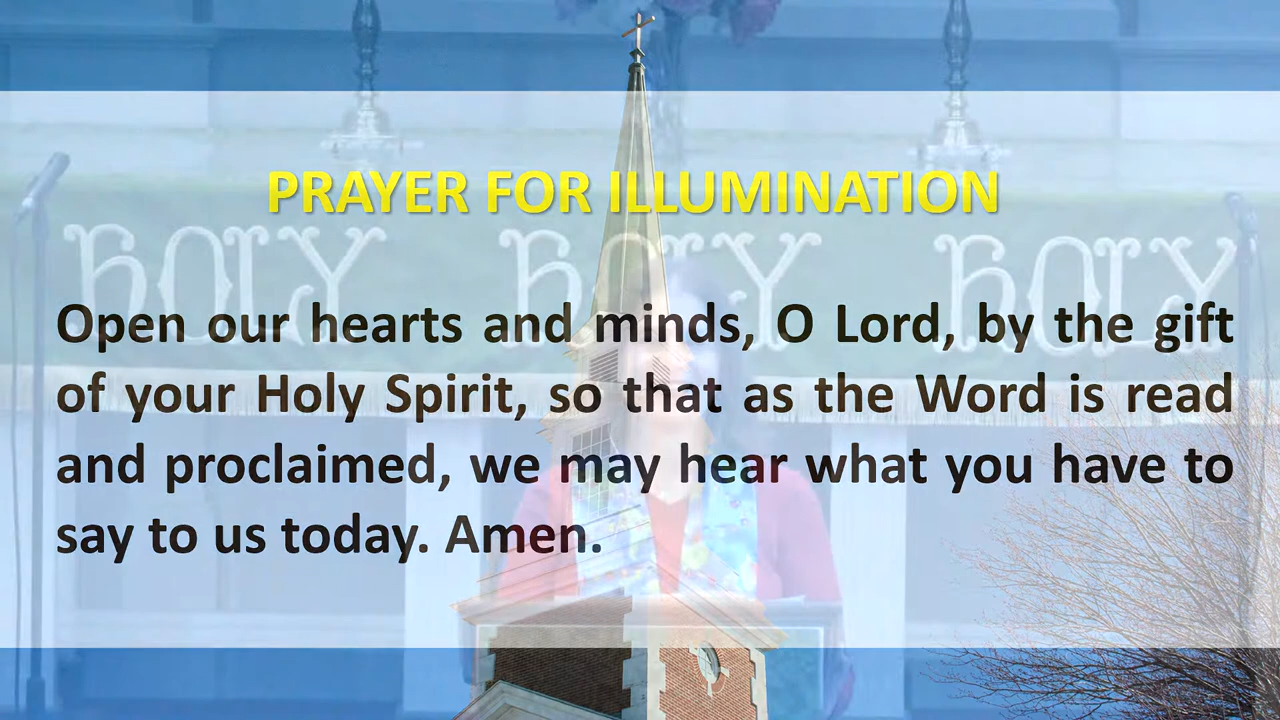 PRAYER FOR ILLUMINATION
HOLY HOLY HOLY
Open our hearts and minds, O Lord, by the gift
of your Holy Spirit, so that as the Word is read
and proclaimed, we may hear what you have to
say to us today. Amen.